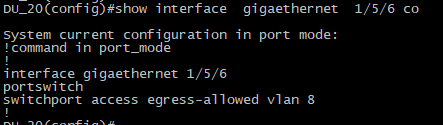 DU_20(config)#show interface  gigaethernet  1/5/6 co
System current configuration in port mode:
!command in port_mode
!
interface gigaethernet 1/5/6
portswitch
switchport access egress-allowed vlan 8
!
DU_20(config)#